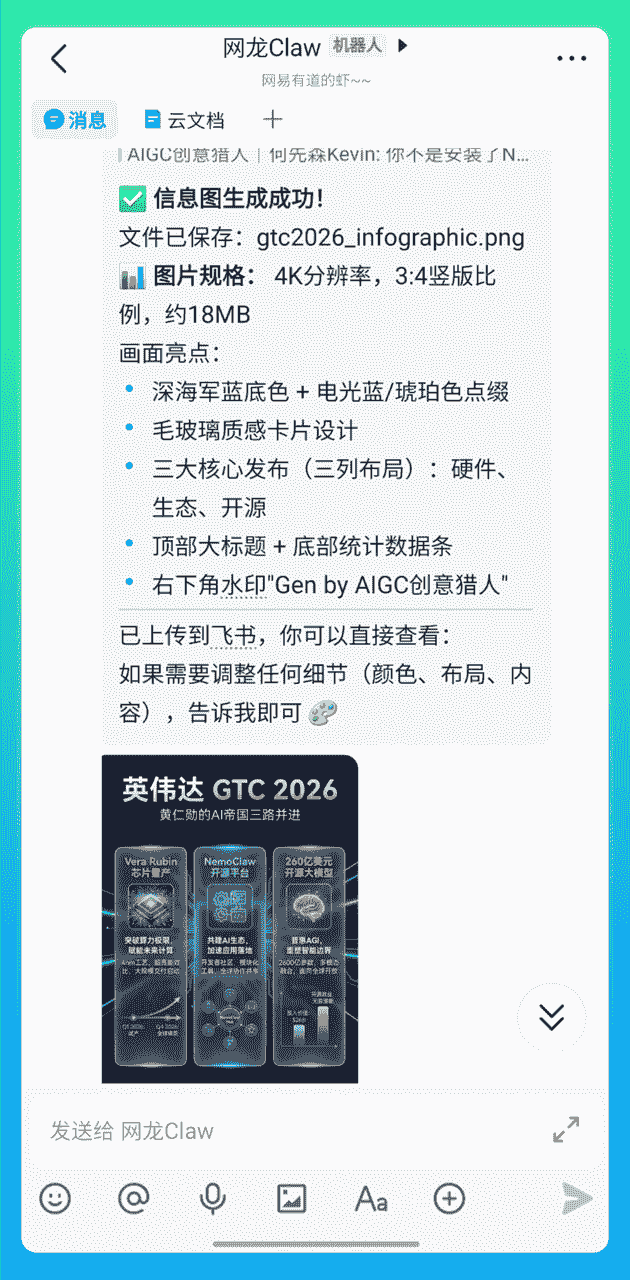 网龙Claw 机器人
网易有道的虾~~
消息 云文档
AIGC创意猎人 | 何先森Kevin: 你不是安装了N...
信息图生成成功！
文件已保存：gtc2026_infographic.png
图片规格： 4K分辨率，3:4竖版比
例，约18MB
画面亮点：
深海军蓝底色 + 电光蓝/琥珀色点缀
毛玻璃质感卡片设计
三大核心发布（三列布局）：硬件、
生态、开源
顶部大标题 + 底部统计数据条
右下角水印"Gen by AIGC创意猎人"
已上传到飞书，你可以直接查看：
如果需要调整任何细节（颜色、布局、内
容），告诉我即可
英伟达 GTC 2026
黄仁勋的AI帝国三路并进
Vera Rubin
芯片量产
突破算力极限，
赋能未来计算
NemoClaw
开源平台
共建AI生态，
加速应用落地
260亿美元
开源大模型
普惠AGI，
重塑智能边界
发送给 网龙Claw
Aa